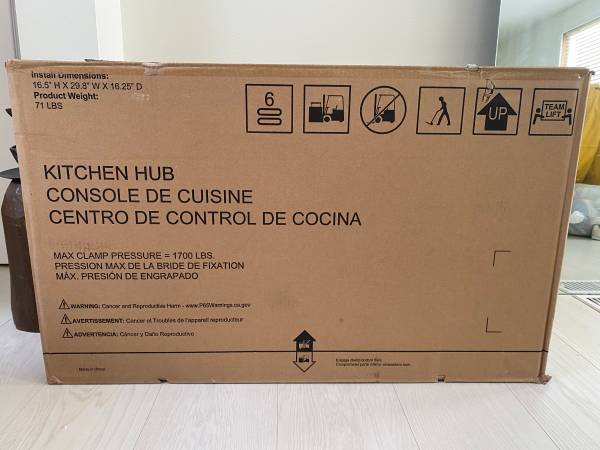 Install Dimensions:
16.5" H X 29.8" W X 16.25" D
Product Weight:
71 LBS
6
UP
TEAM
LIFT
KITCHEN HUB
CONSOLE DE CUISINE
CENTRO DE CONTROL DE COCINA
MAX CLAMP PRESSURE = 1700 LBS.
PRESSION MAX DE LA BRIDE DE FIXATION
MÁX. PRESIÓN DE ENGRAPADO
WARNING: Cancer and Reproductive Harm - www.P65Warnings.ca.gov
AVERTISSEMENT: Cancer et Troubles de l'appareil reproducteur
ADVERTENCIA: Cáncer y Daño Reproductivo
Made in China